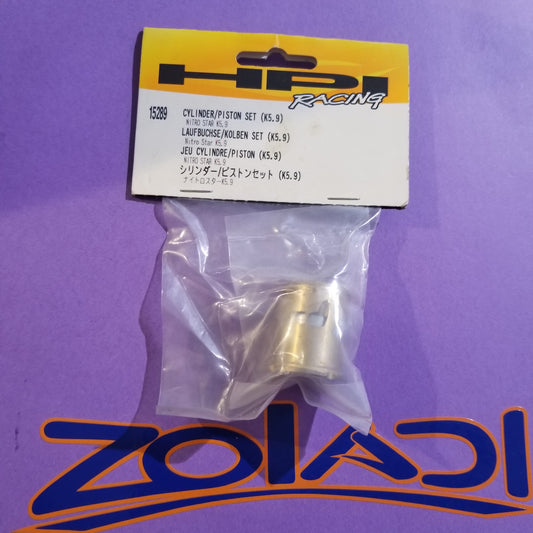 HPI
RACING
15289 CYLINDER/PISTON SET (K5.9)
NITRO STAR K5.9
LAUFBUCHSE/KOLBEN SET (K5.9)
Nitro Star K5.9
JEU CYLINDRE/PISTON (K5.9)
NITRO STAR K5.9
シリンダー/ピストンセット (K5.9)
ナイトロスターK5.9